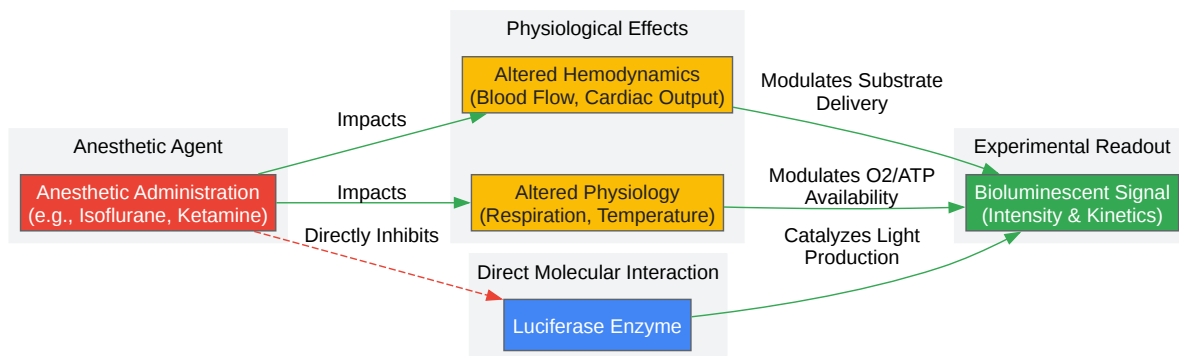 Physiological Effects
Altered Hemodynamics
(Blood Flow, Cardiac Output)
Modulates Substrate
Delivery
Impacts
Anesthetic Agent
Experimental Readout
Anesthetic Administration
(e.g., Isoflurane, Ketamine)
Impacts
Altered Physiology
(Respiration, Temperature)
Modulates O2/ATP
Availability
Bioluminescent Signal
(Intensity & Kinetics)
Directly Inhibits
Catalyzes Light
Production
Direct Molecular Interaction
Luciferase Enzyme